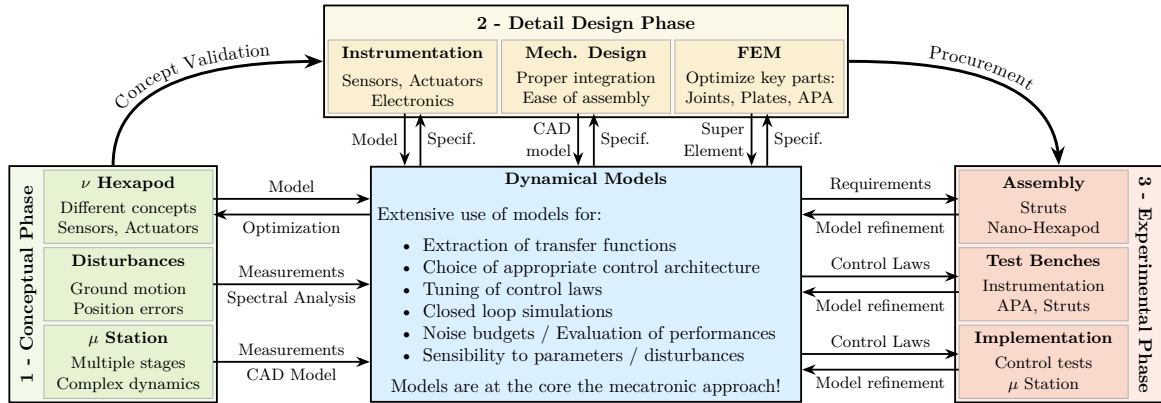 2 - Detail Design Phase
Instrumentation
Sensors, Actuators
Electronics
Mech. Design
Proper integration
Ease of assembly
FEM
Optimize key parts:
Joints, Plates, APA
Concept Validation
Procurement
Model
Specif.
CAD
model
Specif.
Super
Element
Specif.
1 - Conceptual Phase
ν Hexapod
Different concepts
Sensors, Actuators
Disturbances
Ground motion
Position errors
μ Station
Multiple stages
Complex dynamics
Model
Optimization
Measurements
Spectral Analysis
Measurements
CAD Model
Dynamical Models
Extensive use of models for:
• Extraction of transfer functions
• Choice of appropriate control architecture
• Tuning of control laws
• Closed loop simulations
• Noise budgets / Evaluation of performances
• Sensibility to parameters / disturbances
Models are at the core the mecatronic approach!
Requirements
Model refinement
Control Laws
Model refinement
Control Laws
Model refinement
Assembly
Struts
Nano-Hexapod
Test Benches
Instrumentation
APA, Struts
Implementation
Control tests
μ Station
3 - Experimental Phase